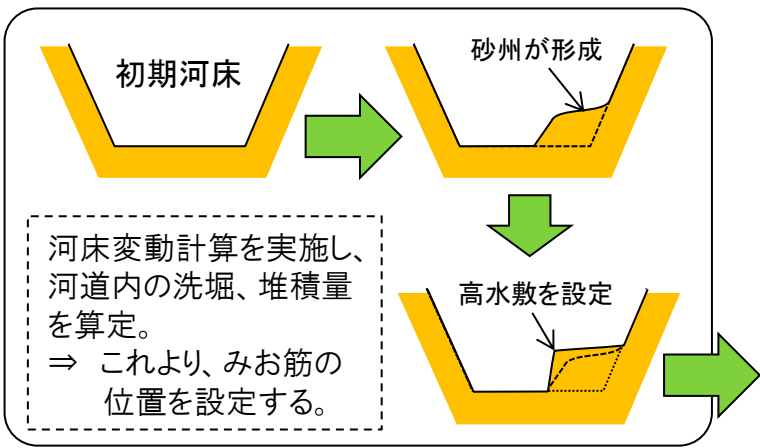 初期河床
砂州が形成
河床変動計算を実施し、
河道内の洗堀、堆積量
を算定。
⇒ これより、みお筋の
位置を設定する。
高水敷を設定